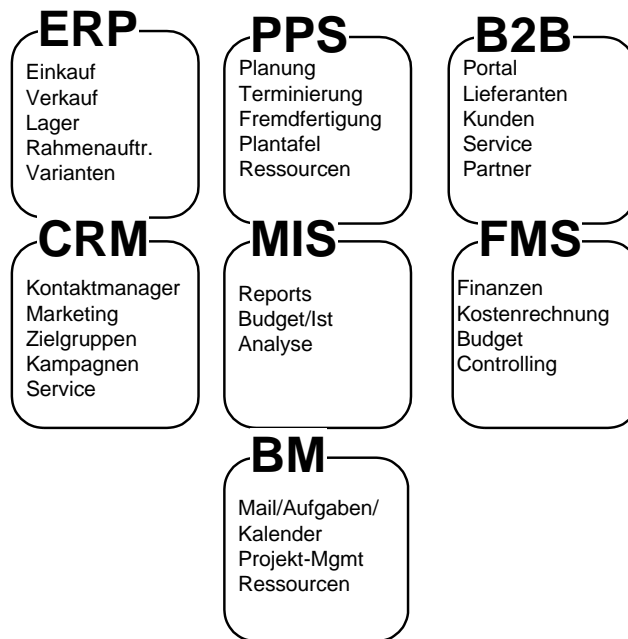 ERP
Einkauf
Verkauf
Lager
Rahmenauftr.
Varianten
PPS
Planung
Terminierung
Fremdfertigung
Plantafel
Ressourcen
B2B
Portal
Lieferanten
Kunden
Service
Partner
CRM
Kontaktmanager
Marketing
Zielgruppen
Kampagnen
Service
MIS
Reports
Budget/Ist
Analyse
FMS
Finanzen
Kostenrechnung
Budget
Controlling
BM
Mail/Aufgaben/
Kalender
Projekt-Mgmt
Ressourcen